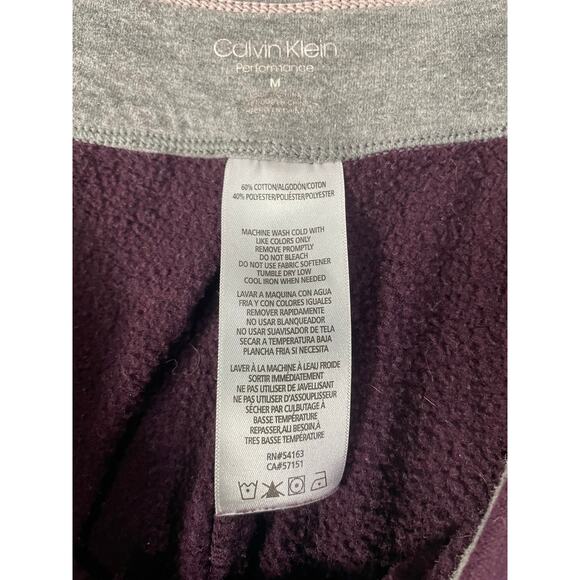 Calvin Klein
Performance
M
60% COTTON/ALGODÓN/COTON
40% POLYESTER/POLIÉSTER/POLYESTER
MACHINE WASH COLD WITH
LIKE COLORS ONLY
REMOVE PROMPTLY
DO NOT BLEACH
DO NOT USE FABRIC SOFTENER
TUMBLE DRY LOW
COOL IRON WHEN NEEDED
LAVAR A MAQUINA CON AGUA
FRIA Y CON COLORES IGUALES
REMOVER RAPIDAMENTE
NO USAR BLANQUEADOR
NO USAR SUAVISADOR DE TELA
SECAR A TEMPERATURA BAJA
PLANCHA FRIA SI NECESITA
LAVER À LA MACHINE À LEAU FROIDE
SORTIR IMMÉDIATEMENT
NE PAS UTILISER DE JAVELLISANT
NE PAS UTILISER D'ASSOUPLISSEUR
SÉCHER PAR CULBUTAGE À
BASSE TEMPÉRATURE
REPASSER,ALI BESOIN,À
TRES BASSE TEMPÉRATURE
RN#54163
CA#57151